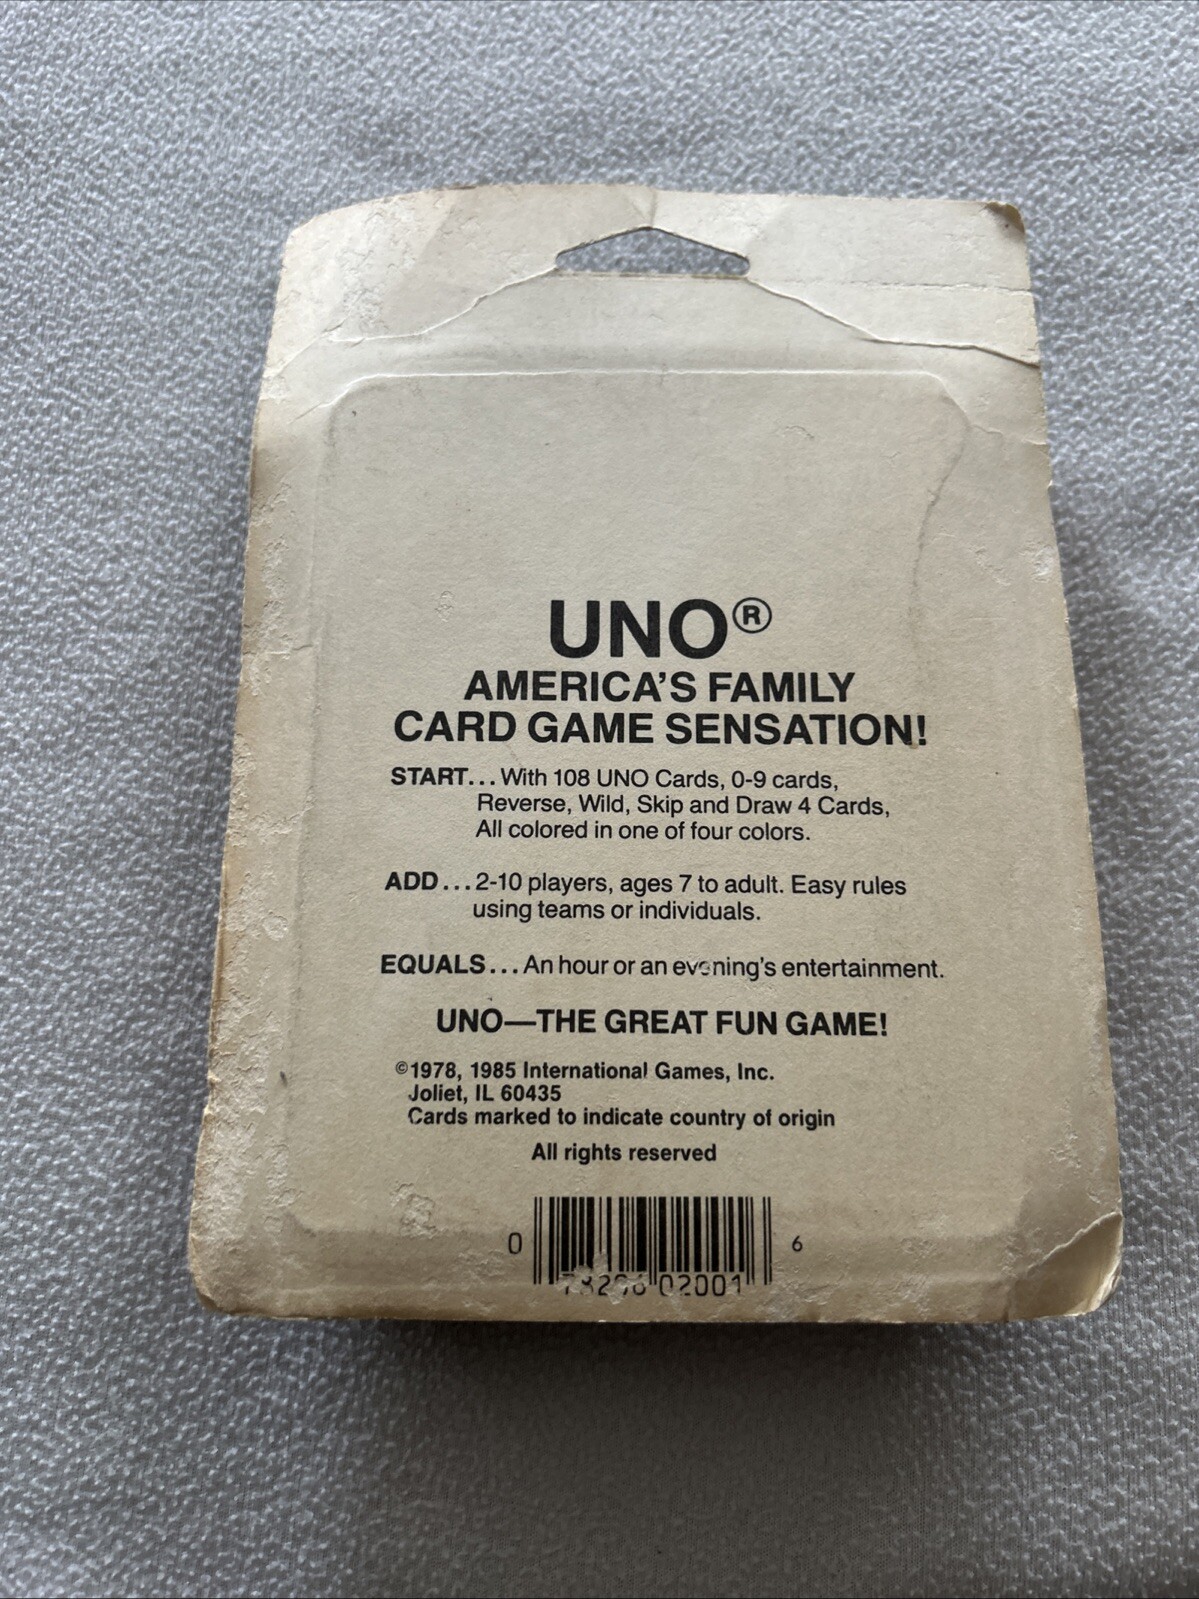 UNO®
AMERICA'S FAMILY
CARD GAME SENSATION!
START... With 108 UNO Cards, 0-9 cards,
Reverse, Wild, Skip and Draw 4 Cards,
All colored in one of four colors.
ADD... 2-10 players, ages 7 to adult. Easy rules
using teams or individuals.
EQUALS... An hour or an evening's entertainment.
UNO—THE GREAT FUN GAME!
©1978, 1985 International Games, Inc.
Joliet, IL 60435
Cards marked to indicate country of origin
All rights reserved
0 02001 6